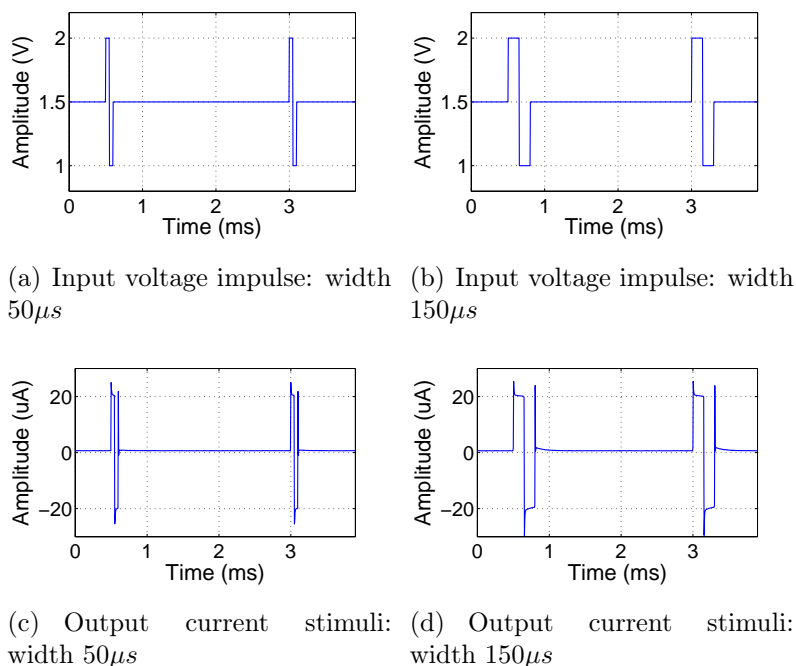 2
1.5
1
Amplitude (V)
0 1 2 3
Time (ms)
2
1.5
1
Amplitude (V)
0 1 2 3
Time (ms)
(a) Input voltage impulse: width
50μs
(b) Input voltage impulse: width
150μs
20
0
−20
Amplitude (uA)
0 1 2 3
Time (ms)
20
0
−20
Amplitude (uA)
0 1 2 3
Time (ms)
(c) Output current stimuli:
width 50μs
(d) Output current stimuli:
width 150μs